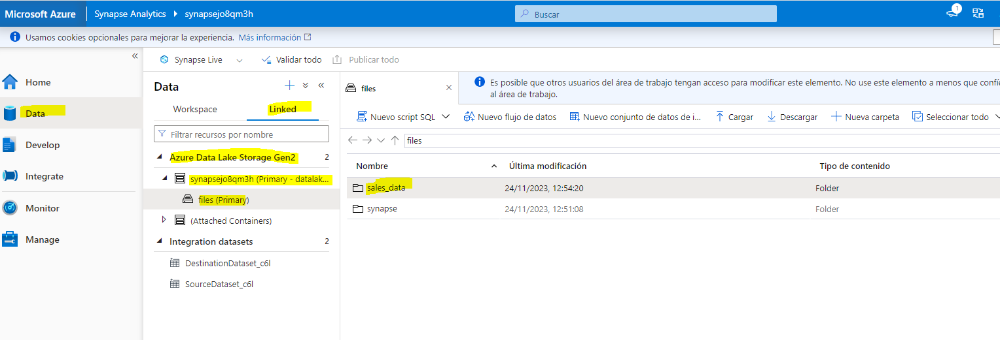 Microsoft Azure Synapse Analytics synapsejo8qm3h Buscar 1
Usamos cookies opcionales para mejorar la experiencia. Más información
Synapse Live Validar todo Publicar todo
Home
Data
Develop
Integrate
Monitor
Manage
Data
Workspace Linked
Filtrar recursos por nombre
Azure Data Lake Storage Gen2 2
synapsejo8qm3h (Primary - datalak...
files (Primary)
(Attached Containers)
Integration datasets 2
DestinationDataset_c6l
SourceDataset_c6l
files
Es posible que otros usuarios del área de trabajo tengan acceso para modificar este elemento. No use este elemento a menos que confíe
al área de trabajo.
Nuevo script SQL Nuevo flujo de datos Nuevo conjunto de datos de i... Cargar Descargar Nueva carpeta Seleccionar todo
files
Nombre Última modificación Tipo de contenido
sales_data 24/11/2023, 12:54:20 Folder
synapse 24/11/2023, 12:51:08 Folder